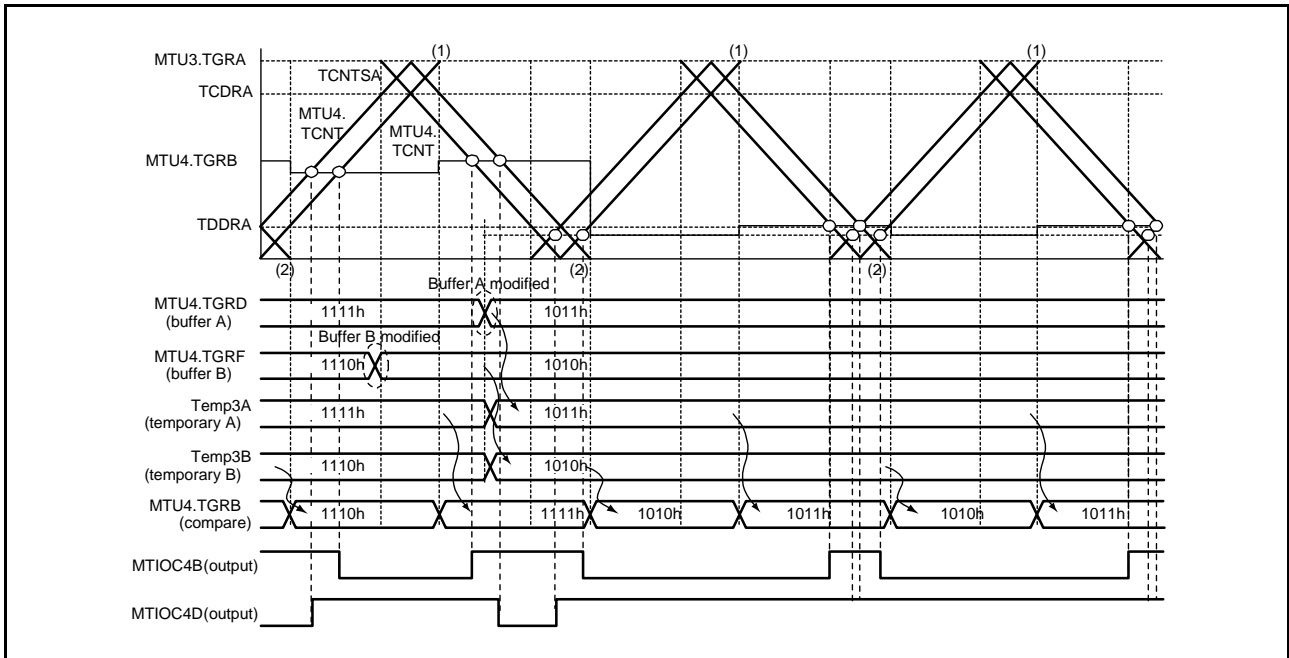 MTU3.TGRA
(1)
(1)
(1)
TCNTSA
TCDRA
MTU4.
TCNT
MTU4.
TCNT
MTU4.TGRB
TDDRA
(2)
(2)
(2)
Buffer A modified
MTU4.TGRD
(buffer A)
1111h
1011h
Buffer B modified
MTU4.TGRF
(buffer B)
1110h
1010h
Temp3A
(temporary A)
1111h
1011h
Temp3B
(temporary B)
1110h
1010h
MTU4.TGRB
(compare)
1110h
1111h
1010h
1011h
1010h
1011h
MTIOC4B(output)
MTIOC4D(output)